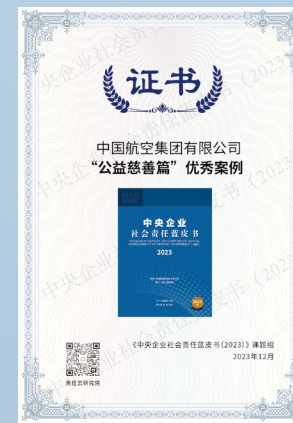 证书
中国航空集团有限公司
“公益慈善篇”优秀案例
中央企业
社会责任蓝皮书
2023
《中央企业社会责任蓝皮书(2023)》课题组
2023年12月
责任云研究院